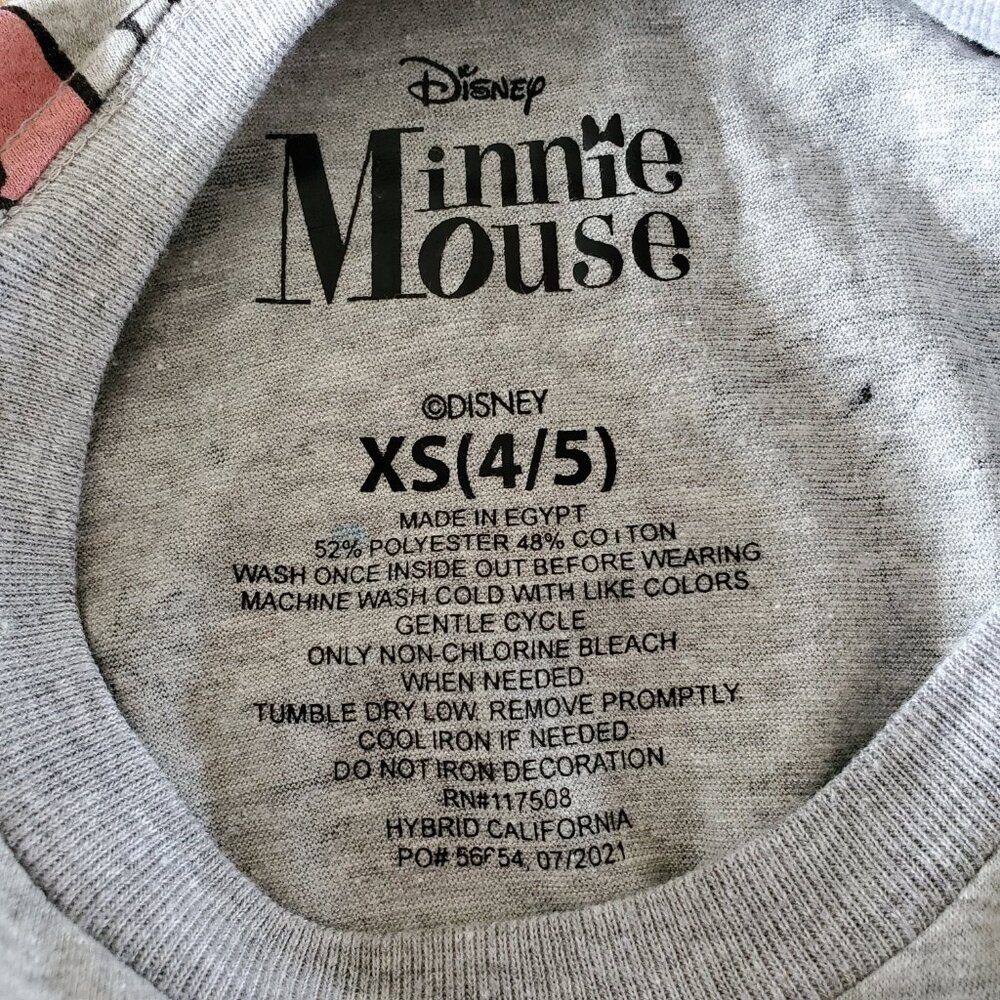 Disney
Minnie
Mouse
©DISNEY
XS(4/5)
MADE IN EGYPT
52% POLYESTER 48% COTTON
WASH ONCE INSIDE OUT BEFORE WEARING
MACHINE WASH COLD WITH LIKE COLORS
GENTLE CYCLE
ONLY NON-CHLORINE BLEACH
WHEN NEEDED.
TUMBLE DRY LOW. REMOVE PROMPTLY
COOL IRON IF NEEDED.
DO NOT IRON DECORATION
RN#117508
HYBRID CALIFORNIA
PO# 07/2021